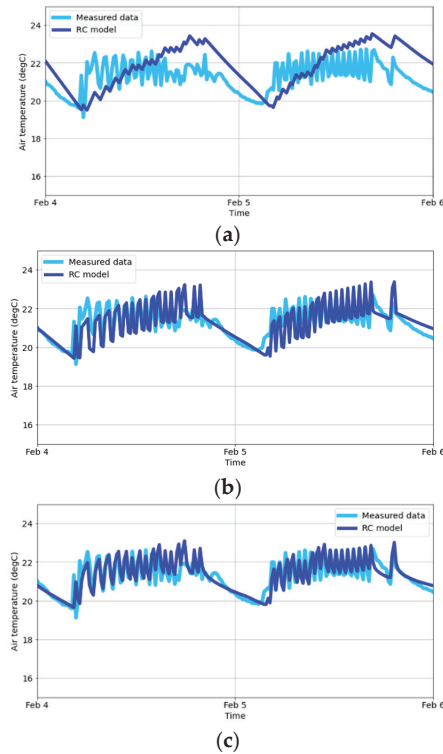 Measured data
RC model
24
22
20
18
16
Air temperature (degC)
Feb 4
Feb 5
Feb 6
Time
(a)
Measured data
RC model
24
22
20
18
16
Air temperature (degC)
Feb 4
Feb 5
Feb 6
Time
(b)
Measured data
RC model
24
22
20
18
16
Air temperature (degC)
Feb 4
Feb 5
Feb 6
Time
(c)